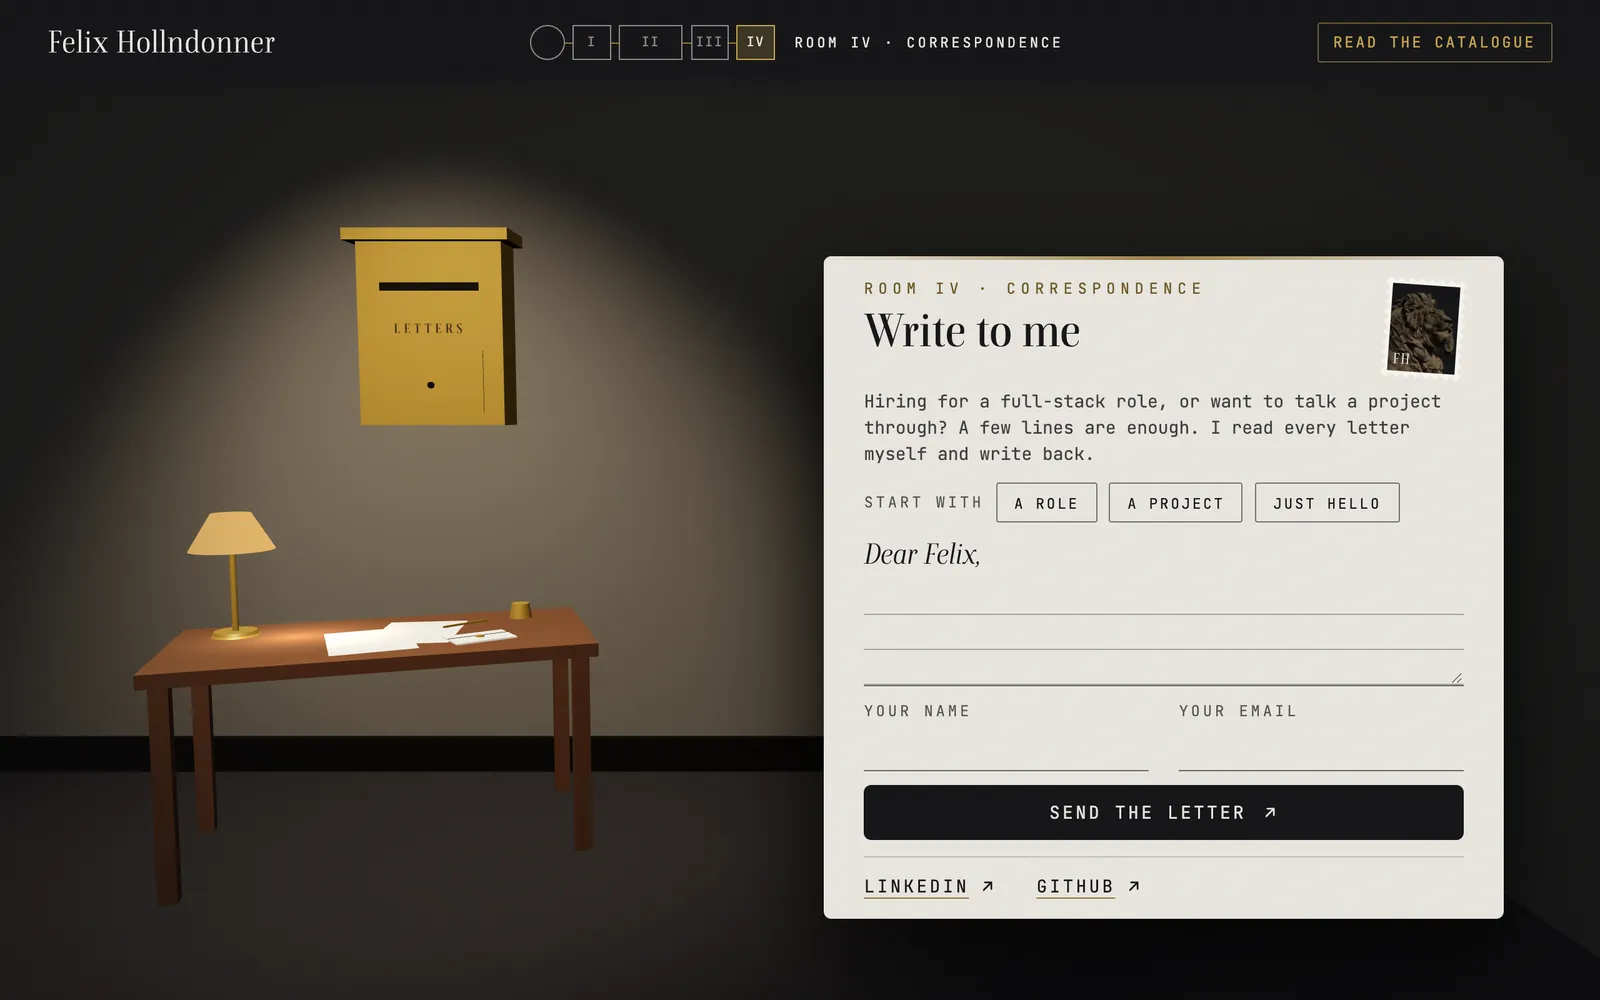 Felix Hollndonner
I II III IV ROOM IV · CORRESPONDENCE
READ THE CATALOGUE
LETTERS
ROOM IV · CORRESPONDENCE
Write to me
FH
Hiring for a full-stack role, or want to talk a project
through? A few lines are enough. I read every letter
myself and write back.
START WITH A ROLE A PROJECT JUST HELLO
Dear Felix,
YOUR NAME YOUR EMAIL
SEND THE LETTER ↗
LINKEDIN ↗ GITHUB ↗